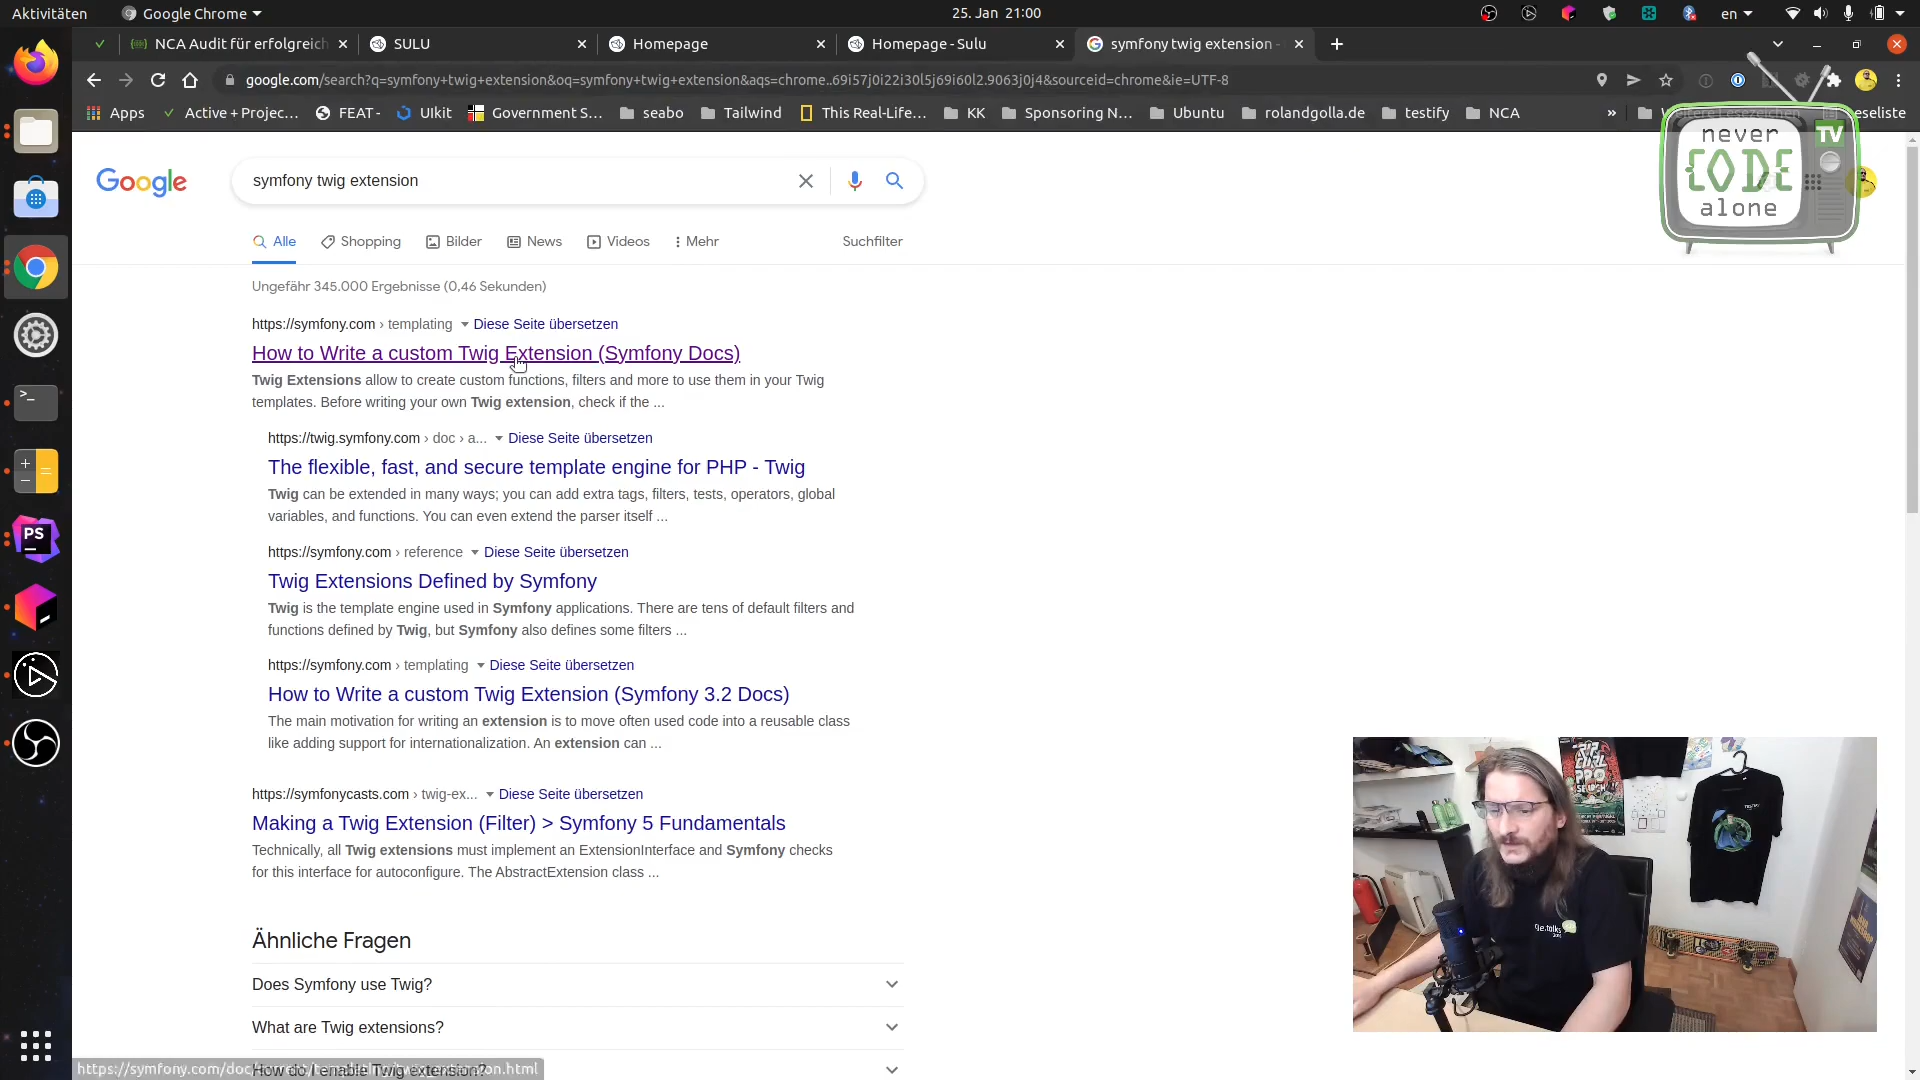 Aktivitäten
Google Chrome
25. Jan 21:00
en
NCA Audit für erfolgreich
SULU
Homepage
Homepage - Sulu
symfony twig extension -
google.com/search?q=symfony+twig+extension&oq=symfony+twig+extension&aqs=chrome..69i57j0i22i30l5j69i60l2.9063j0j4&sourceid=chrome&ie=UTF-8
Apps
Active + Projec...
FEAT -
UIkit
Government S...
seabo
Tailwind
This Real-Life...
KK
Sponsoring N...
Ubuntu
rolandgolla.de
testify
NCA
»
never
TV
CODE
alone
Google
symfony twig extension
Alle
Shopping
Bilder
News
Videos
Mehr
Suchfilter
Ungefähr 345.000 Ergebnisse (0,46 Sekunden)
https://symfony.com › templating
Diese Seite übersetzen
How to Write a custom Twig Extension (Symfony Docs)
Twig Extensions allow to create custom functions, filters and more to use them in your Twig
templates. Before writing your own Twig extension, check if the ...
https://twig.symfony.com › doc › a...
Diese Seite übersetzen
The flexible, fast, and secure template engine for PHP - Twig
Twig can be extended in many ways; you can add extra tags, filters, tests, operators, global
variables, and functions. You can even extend the parser itself ...
https://symfony.com › reference
Diese Seite übersetzen
Twig Extensions Defined by Symfony
Twig is the template engine used in Symfony applications. There are tens of default filters and
functions defined by Twig, but Symfony also defines some filters ...
https://symfony.com › templating
Diese Seite übersetzen
How to Write a custom Twig Extension (Symfony 3.2 Docs)
The main motivation for writing an extension is to move often used code into a reusable class
like adding support for internationalization. An extension can ...
https://symfonycasts.com › twig-ex...
Diese Seite übersetzen
Making a Twig Extension (Filter) > Symfony 5 Fundamentals
Technically, all Twig extensions must implement an ExtensionInterface and Symfony checks
for this interface for autoconfigure. The AbstractExtension class ...
Ähnliche Fragen
Does Symfony use Twig?
What are Twig extensions?
PS